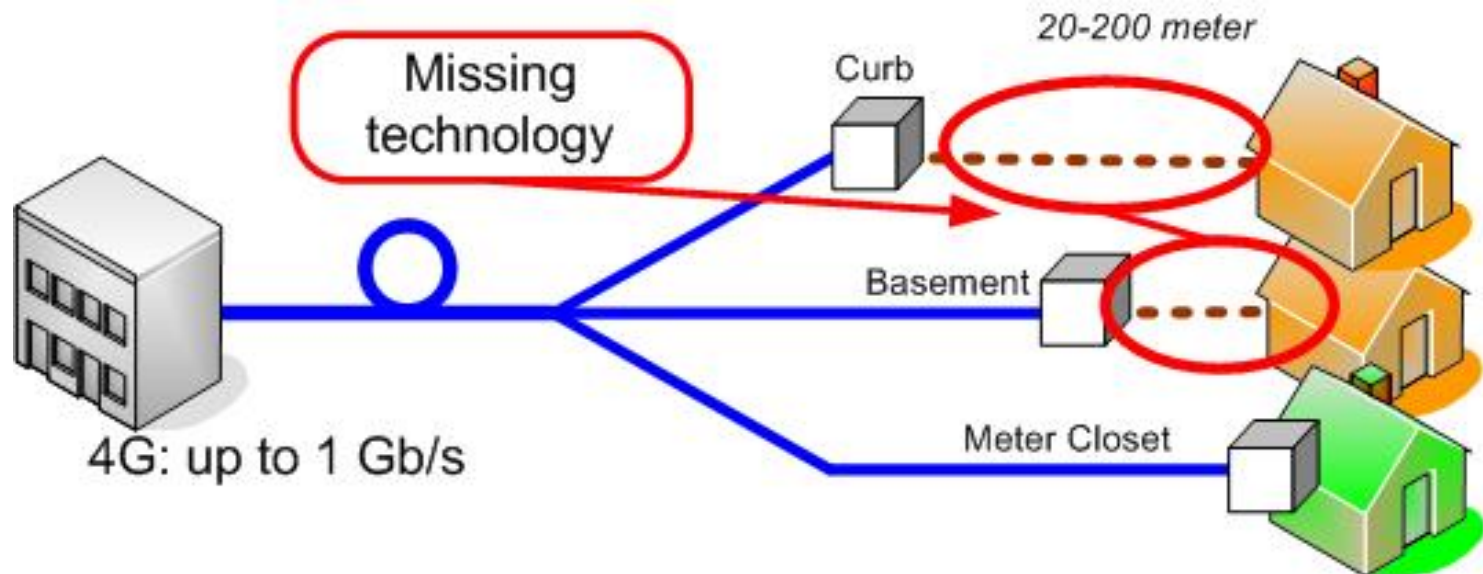 20-200 meter
Missing
technology
Curb
Basement
Meter Closet
4G: up to 1 Gb/s